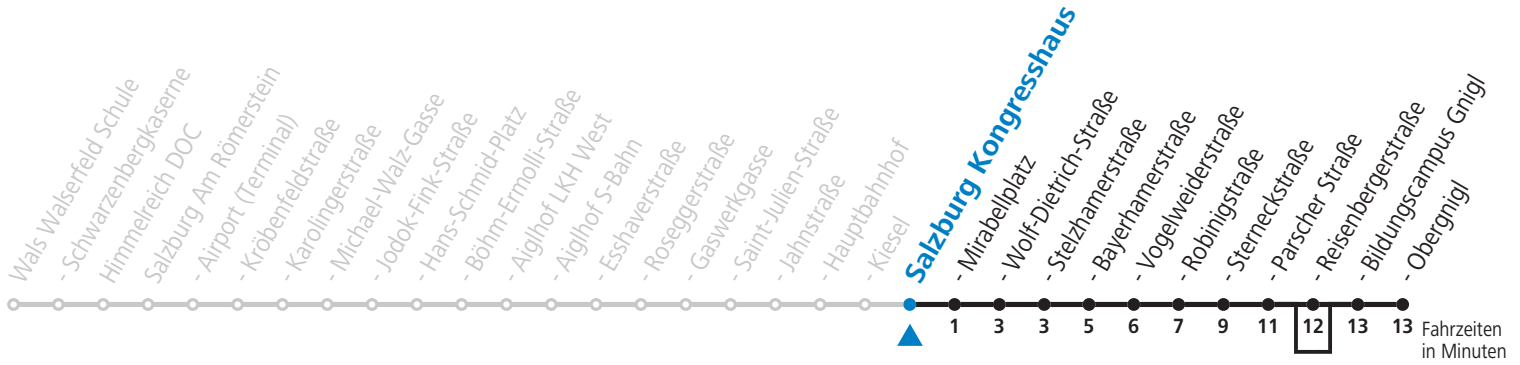 Wals Walserfeld Schule
- Schwarzenbergkaserne
Himmelreich DOC
Salzburg Am Römerstein
- Airport (Terminal)
- Kröbenfeldstraße
- Karolingerstraße
- Michael-Walz-Gasse
- Jodok-Fink-Straße
- Hans-Schmid-Platz
- Böhm-Ermolli-Straße
- Aiglhof LKH West
- Aiglhof S-Bahn
- Esshaverstraße
- Roseggerstraße
- Gaswerkgasse
- Saint-Julien-Straße
- Jahnstraße
- Hauptbahnhof
- Kiesel
Salzburg Kongresshaus
- Mirabellplatz
- Wolf-Dietrich-Straße
- Stelzhamerstraße
- Bayerhamerstraße
- Vogelweiderstraße
- Robinigstraße
- Sterneckstraße
- Parscher Straße
- Reisenbergerstraße
- Bildungscampus Gnigl
- Obergnigl
1 3 3 5 6 7 9 11 12 13 13 Fahrzeiten
in Minuten